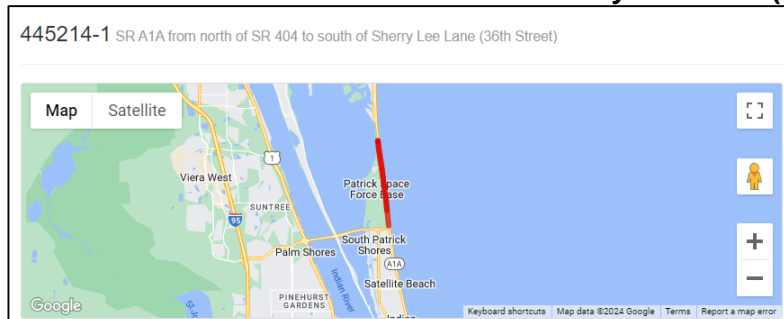 445214-1 SR A1A from north of SR 404 to south of Sherry Lee Lane (36th Street)
Map Satellite
1
Viera West
Patrick Space
Force Base
SUNTREE
95
South Patrick
Shores
Palm Shores
A1A
Satellite Beach
Indian River
PINEHURST
GARDENS
Google
Keyboard shortcuts Map data ©2024 Google Terms Report a map error